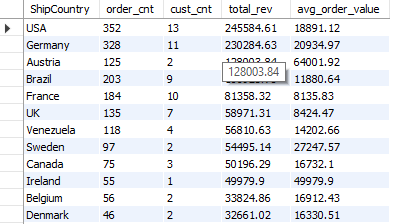 ShipCountry order_cnt cust_cnt total_rev avg_order_value
USA 352 13 245584.61 18891.12
Germany 328 11 230284.63 20934.97
Austria 125 2 128003.84 64001.92
128003.84
Brazil 203 9 11880.64
France 184 10 81358.32 8135.83
UK 135 7 58971.31 8424.47
Venezuela 118 4 56810.63 14202.66
Sweden 97 2 54495.14 27247.57
Canada 75 3 50196.29 16732.1
Ireland 55 1 49979.9 49979.9
Belgium 56 2 33824.86 16912.43
Denmark 46 2 32661.02 16330.51